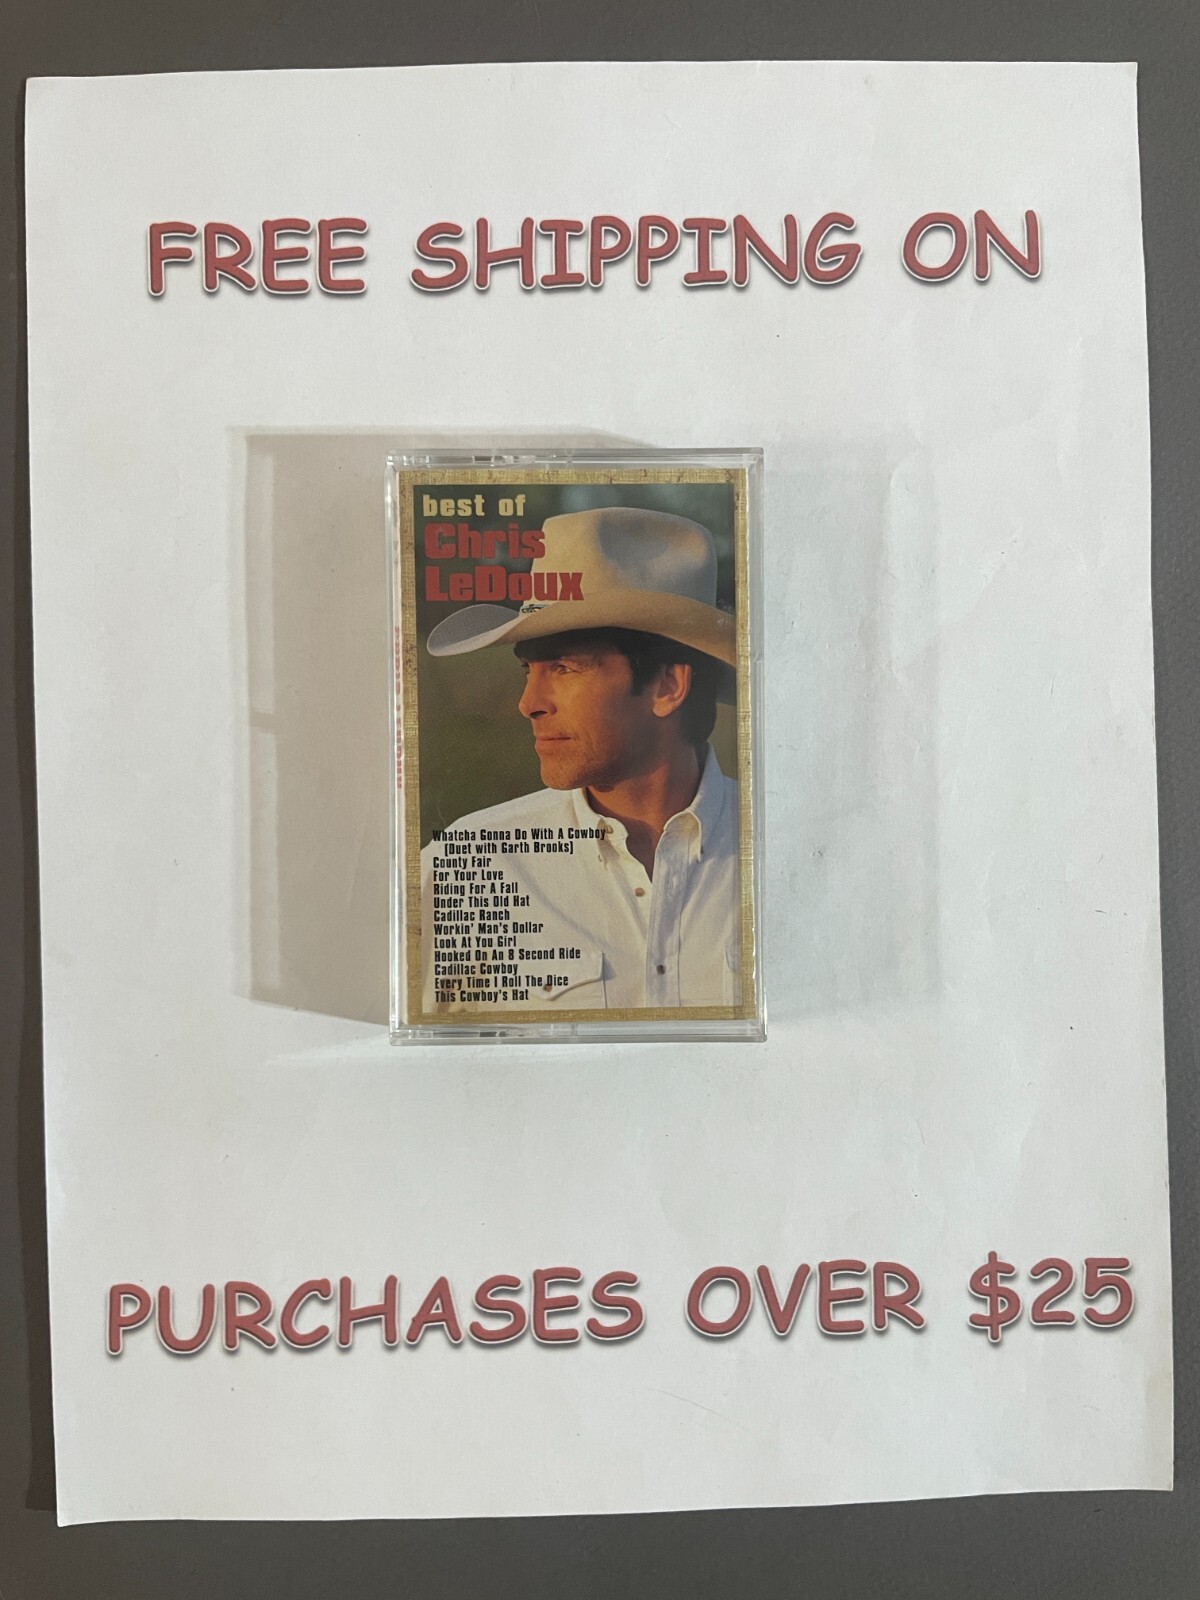 FREE SHIPPING ON
best of
Chris
LeDoux
Whatcha Gonna Do With A Cowboy
[Duet with Garth Brooks]
County Fair
For Your Love
Riding For A Fall
Under This Old Hat
Cadillac Ranch
Workin' Man's Dollar
Look At You Girl
Hooked On An 8 Second Ride
Cadillac Cowboy
Every Time I Roll The Dice
This Cowboy's Hat
PURCHASES OVER $25